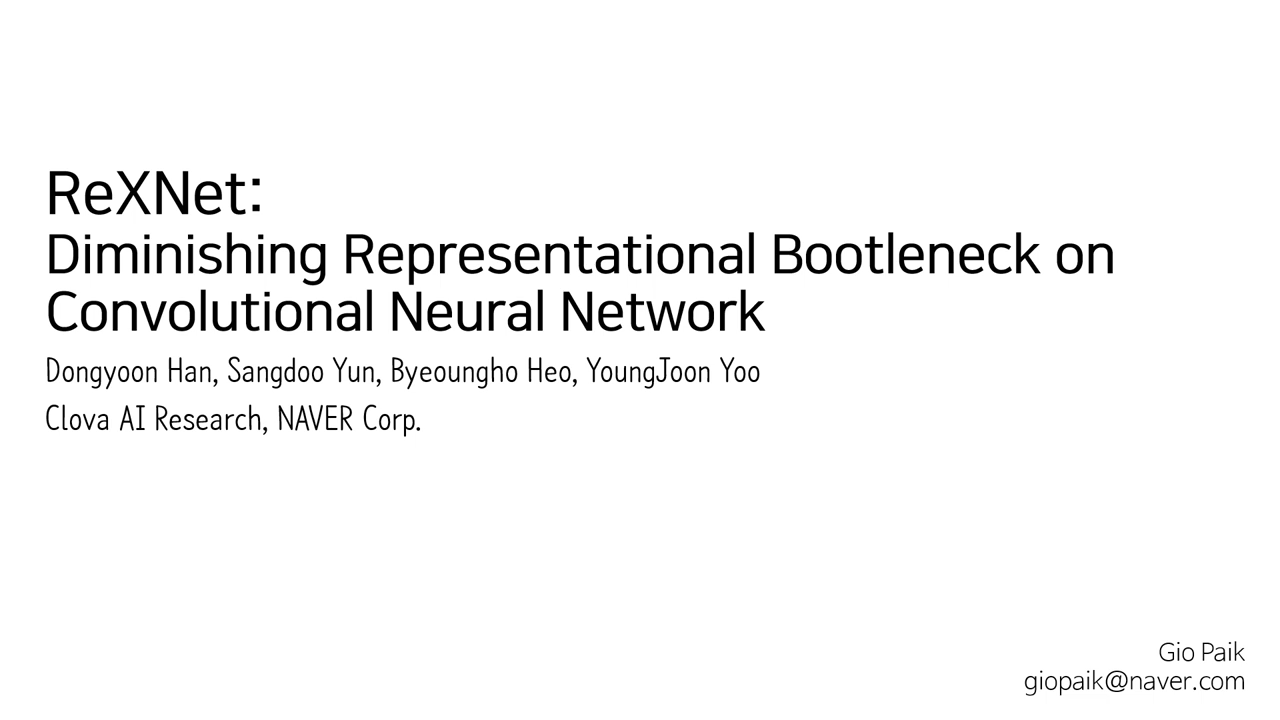 ReXNet:
Diminishing Representational Bootleneck on
Convolutional Neural Network
Dongyoon Han, Sangdoo Yun, Byeoungho Heo, YoungJoon Yoo
Clova AI Research, NAVER Corp.
Gio Paik
giopaik@naver.com